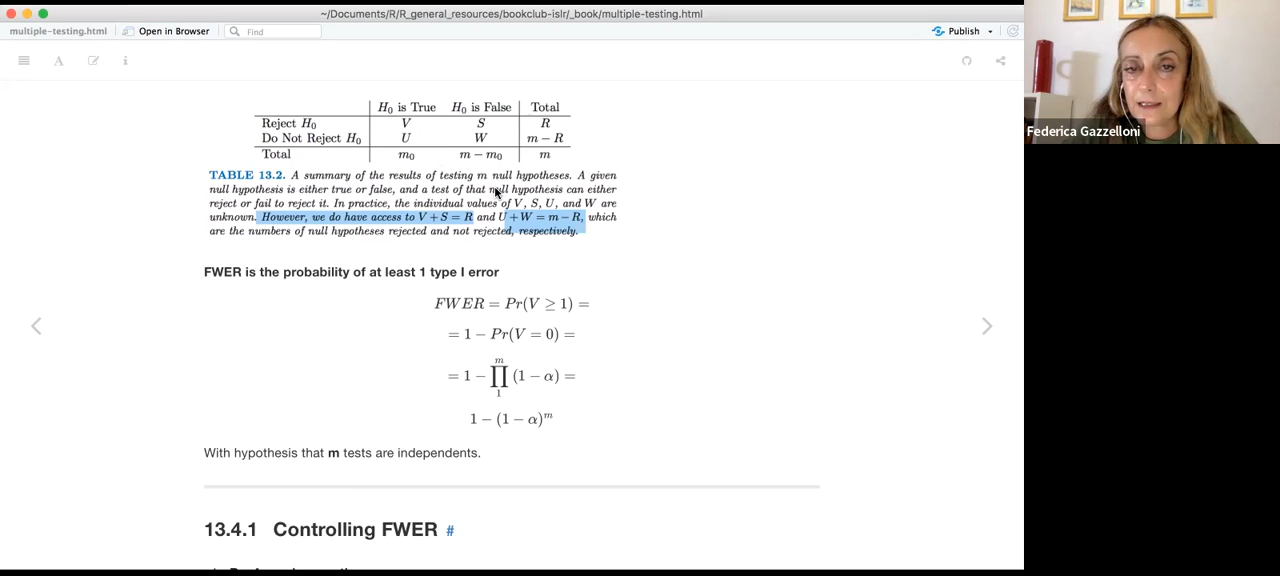 ~/Documents/R/R_general_resources/bookclub-islr/_book/multiple-testing.html
multiple-testing.html Open in Browser Find Publish
A i
H₀ is True H₀ is False Total
Reject H₀ V S R
Do Not Reject H₀ U W m − R
Total m₀ m − m₀ m
TABLE 13.2. A summary of the results of testing m null hypotheses. A given
null hypothesis is either true or false, and a test of that null hypothesis can either
reject or fail to reject it. In practice, the individual values of V, S, U, and W are
unknown. However, we do have access to V + S = R and U + W = m − R, which
are the numbers of null hypotheses rejected and not rejected, respectively.
FWER is the probability of at least 1 type I error
FWER = Pr(V ≥ 1) =
= 1 − Pr(V = 0) =
m
= 1 − ∏ (1 − α) =
1
1 − (1 − α)ᵐ
With hypothesis that m tests are independents.
13.4.1 Controlling FWER #
Federica Gazzelloni